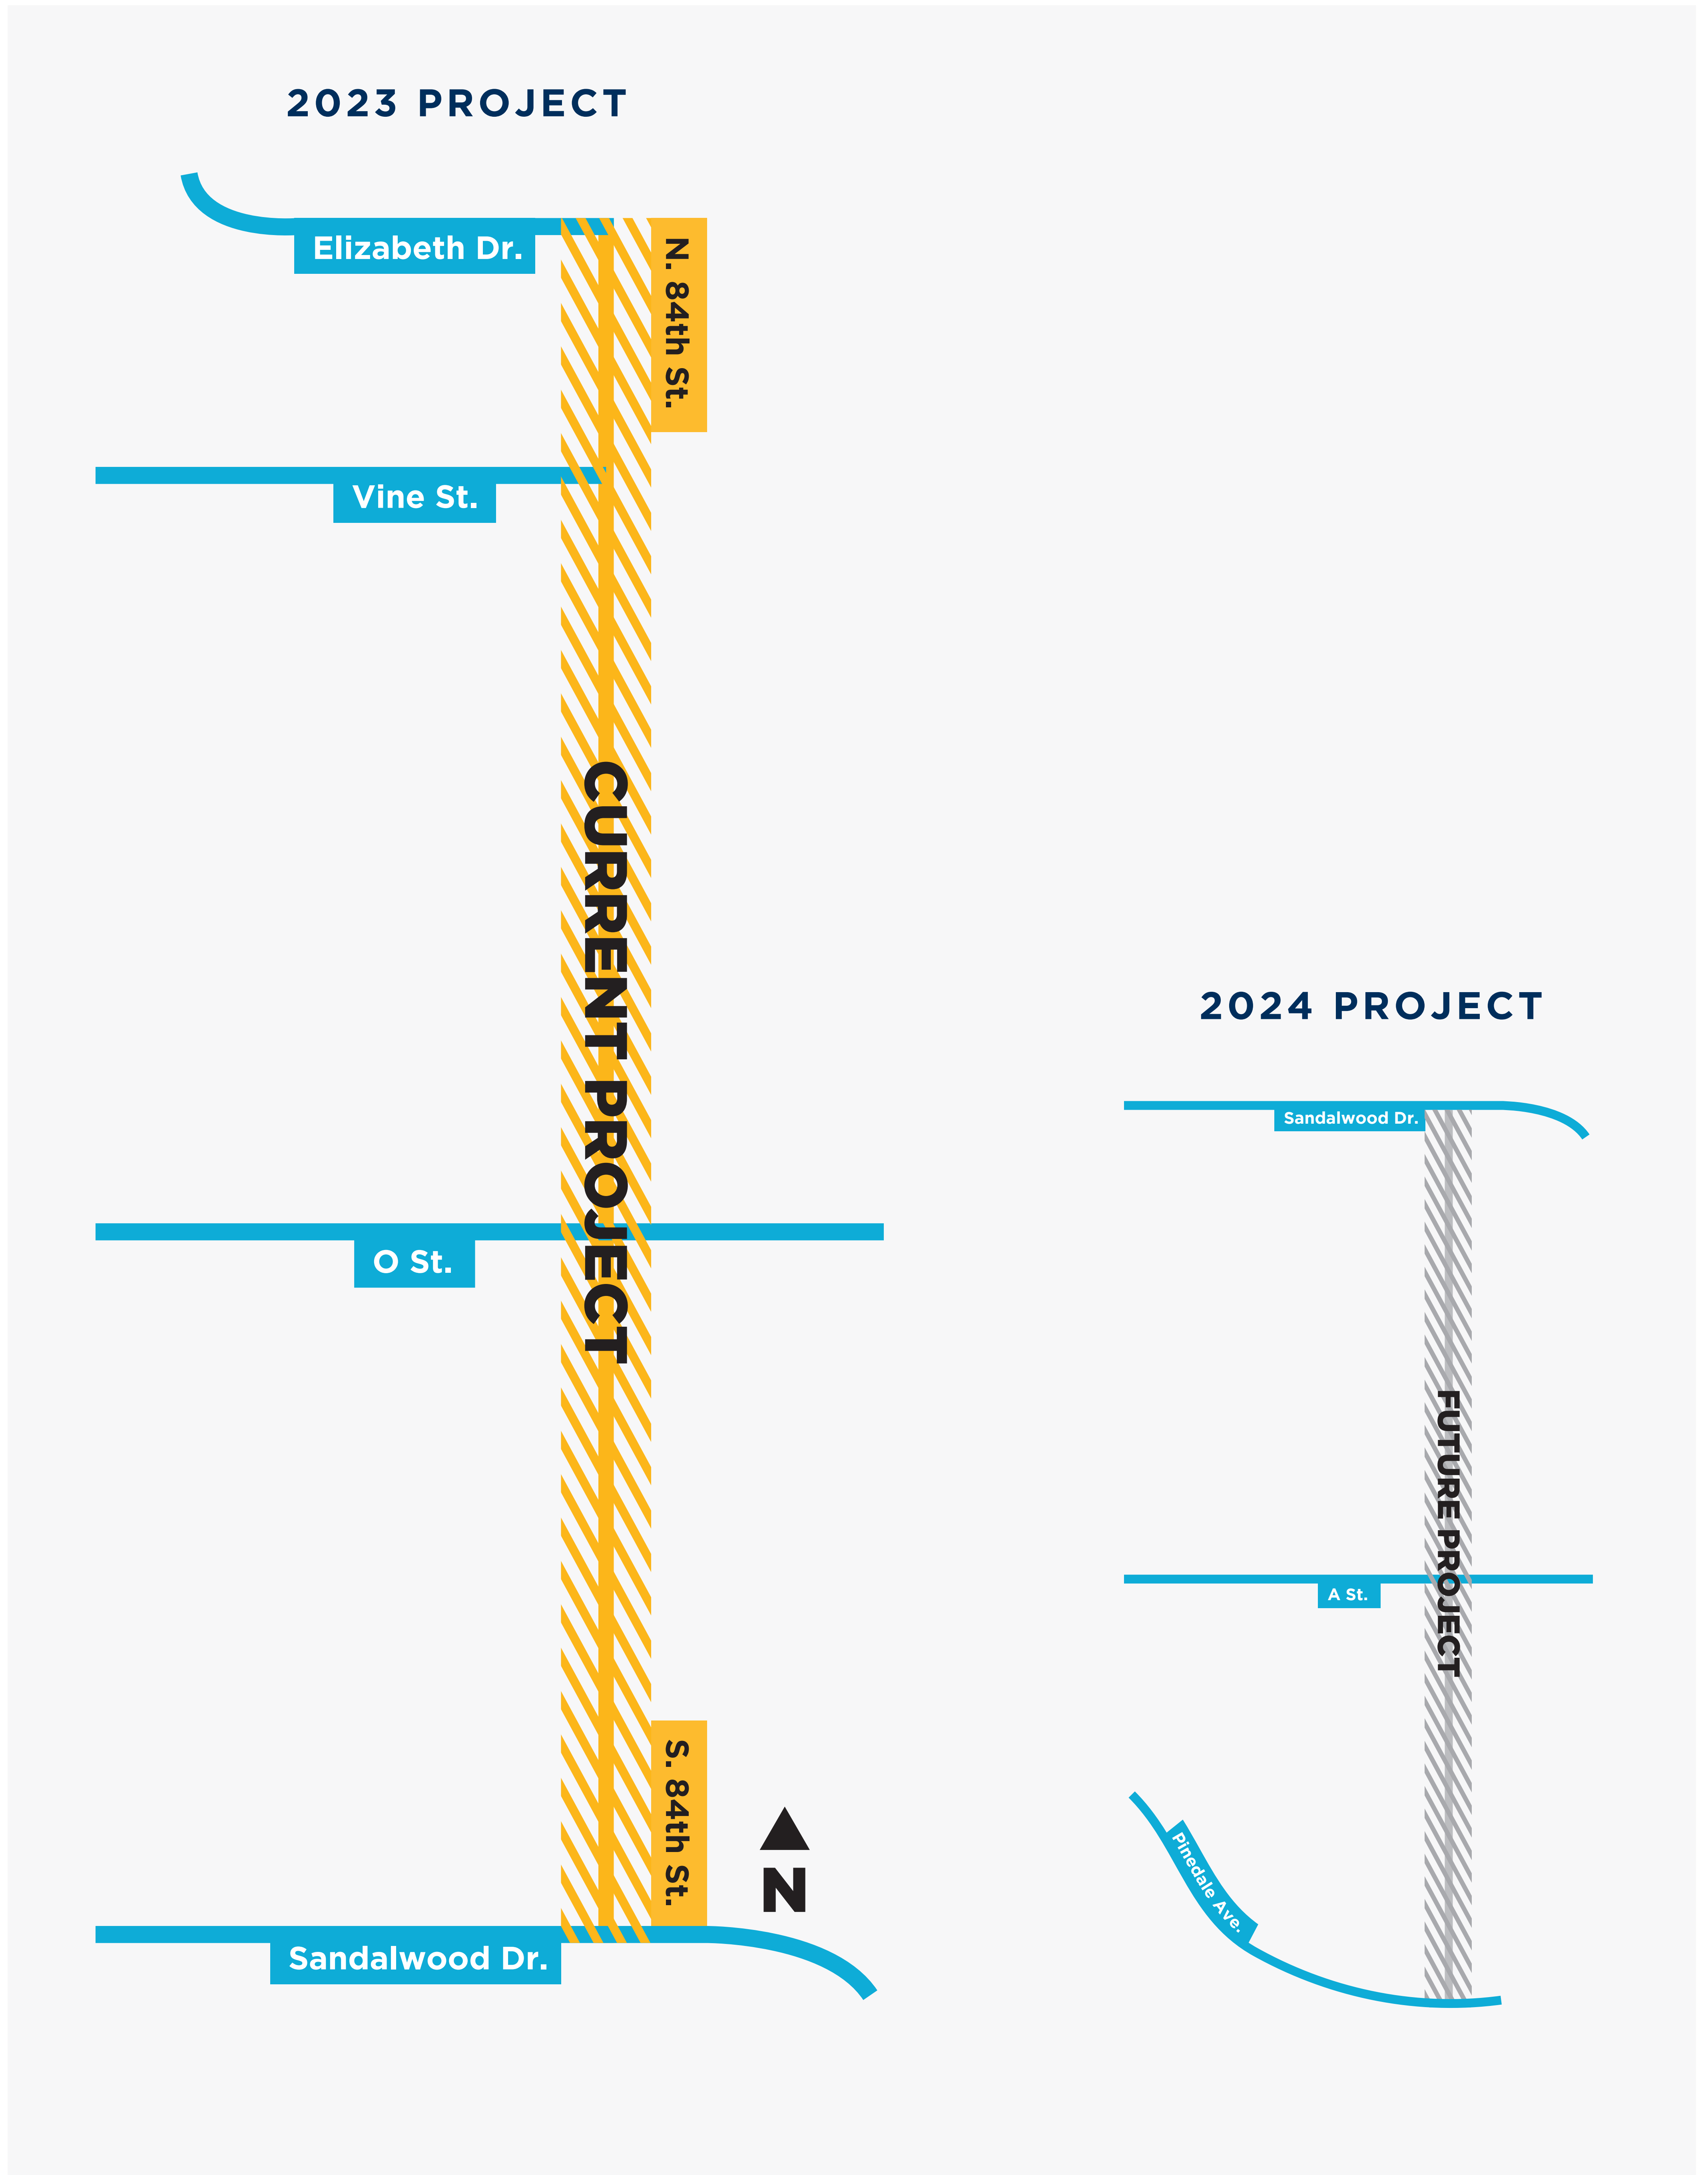 2023 PROJECT
Elizabeth Dr.
N. 84th St.
Vine St.
CURRENT PROJECT
O St.
S. 84th St.
N
Sandalwood Dr.
2024 PROJECT
Sandalwood Dr.
FUTURE PROJECT
A St.
Pinedale Ave.